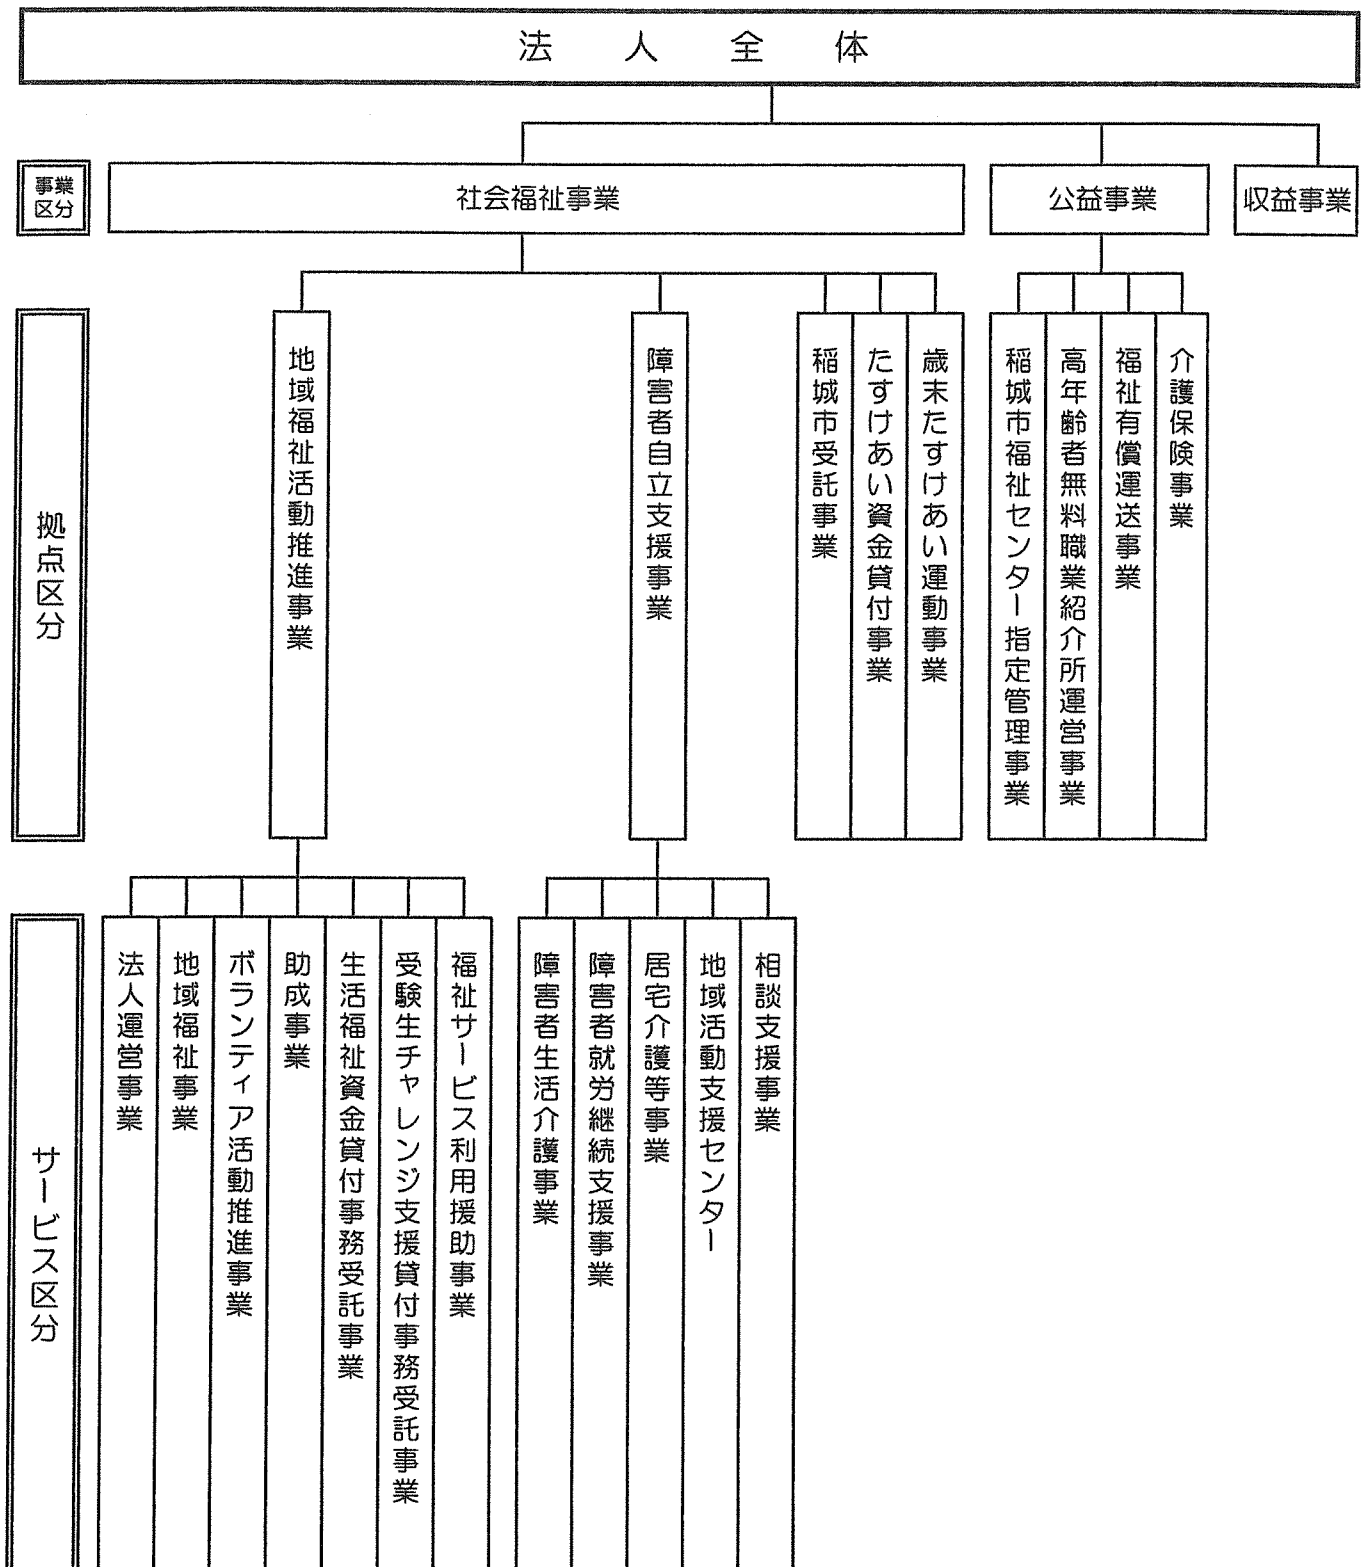 法人全体
事業
区分
社会福祉事業
公益事業
収益事業
拠点区分
地域福祉活動推進事業
障害者自立支援事業
稲城市受託事業
たすけあい資金貸付事業
歳末たすけあい運動事業
稲城市福祉センター指定管理事業
高年齢者無料職業紹介所運営事業
福祉有償運送事業
介護保険事業
サービス区分
法人運営事業
地域福祉事業
ボランティア活動推進事業
助成事業
生活福祉資金貸付事務受託事業
受験生チャレンジ支援貸付事務受託事業
福祉サービス利用援助事業
障害者生活介護事業
障害者就労継続支援事業
居宅介護等事業
地域活動支援センター
相談支援事業